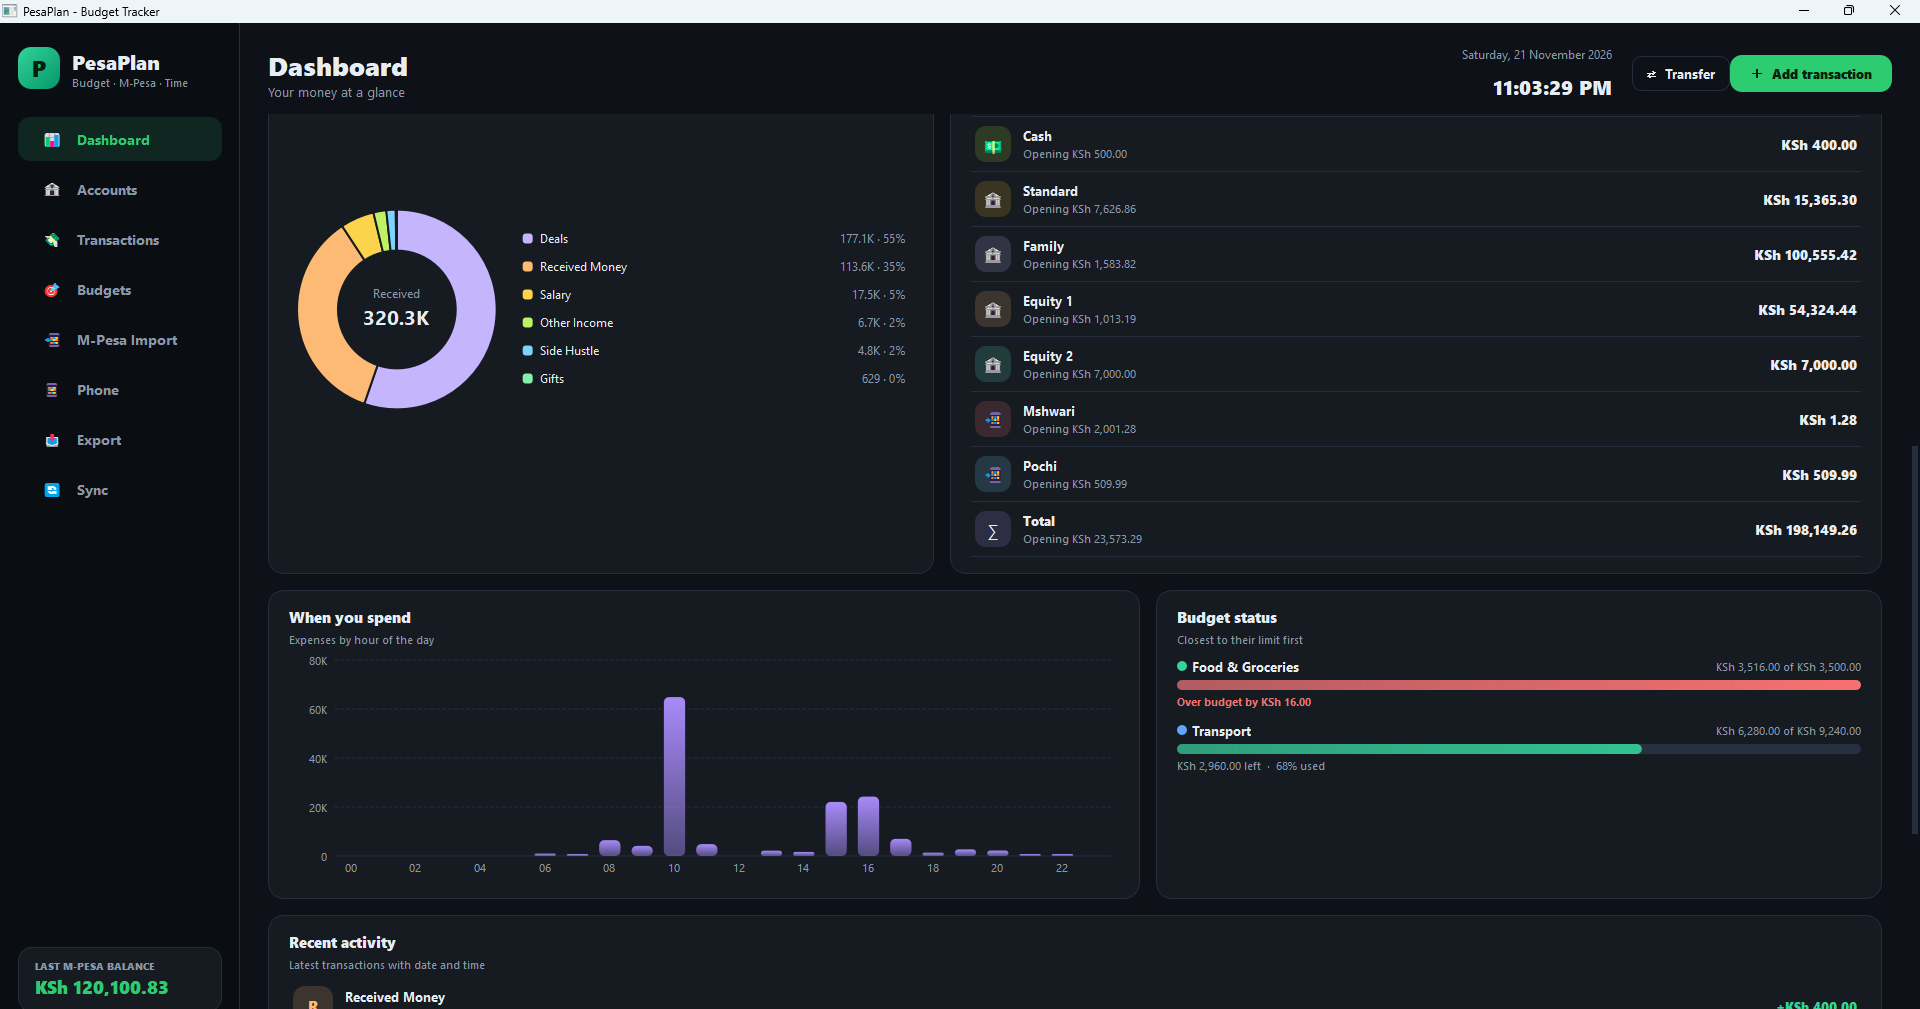 PesaPlan - Budget Tracker
P
PesaPlan
Budget · M-Pesa · Time
Dashboard
Accounts
Transactions
Budgets
M-Pesa Import
Phone
Export
Sync
LAST M-PESA BALANCE
KSh 120,100.83
Dashboard
Your money at a glance
Saturday, 21 November 2026
11:03:29 PM
Transfer
+ Add transaction
Received
320.3K
Deals 177.1K · 55%
Received Money 113.6K · 35%
Salary 17.5K · 5%
Other Income 6.7K · 2%
Side Hustle 4.8K · 2%
Gifts 629 · 0%
Cash
Opening KSh 500.00
KSh 400.00
Standard
Opening KSh 7,626.86
KSh 15,365.30
Family
Opening KSh 1,583.82
KSh 100,555.42
Equity 1
Opening KSh 1,013.19
KSh 54,324.44
Equity 2
Opening KSh 7,000.00
KSh 7,000.00
Mshwari
Opening KSh 2,001.28
KSh 1.28
Pochi
Opening KSh 509.99
KSh 509.99
∑
Total
Opening KSh 23,573.29
KSh 198,149.26
When you spend
Expenses by hour of the day
80K
60K
40K
20K
0
00 02 04 06 08 10 12 14 16 18 20 22
Budget status
Closest to their limit first
Food & Groceries KSh 3,516.00 of KSh 3,500.00
Over budget by KSh 16.00
Transport KSh 6,280.00 of KSh 9,240.00
KSh 2,960.00 left · 68% used
Recent activity
Latest transactions with date and time
R
Received Money
+KSh 400.00